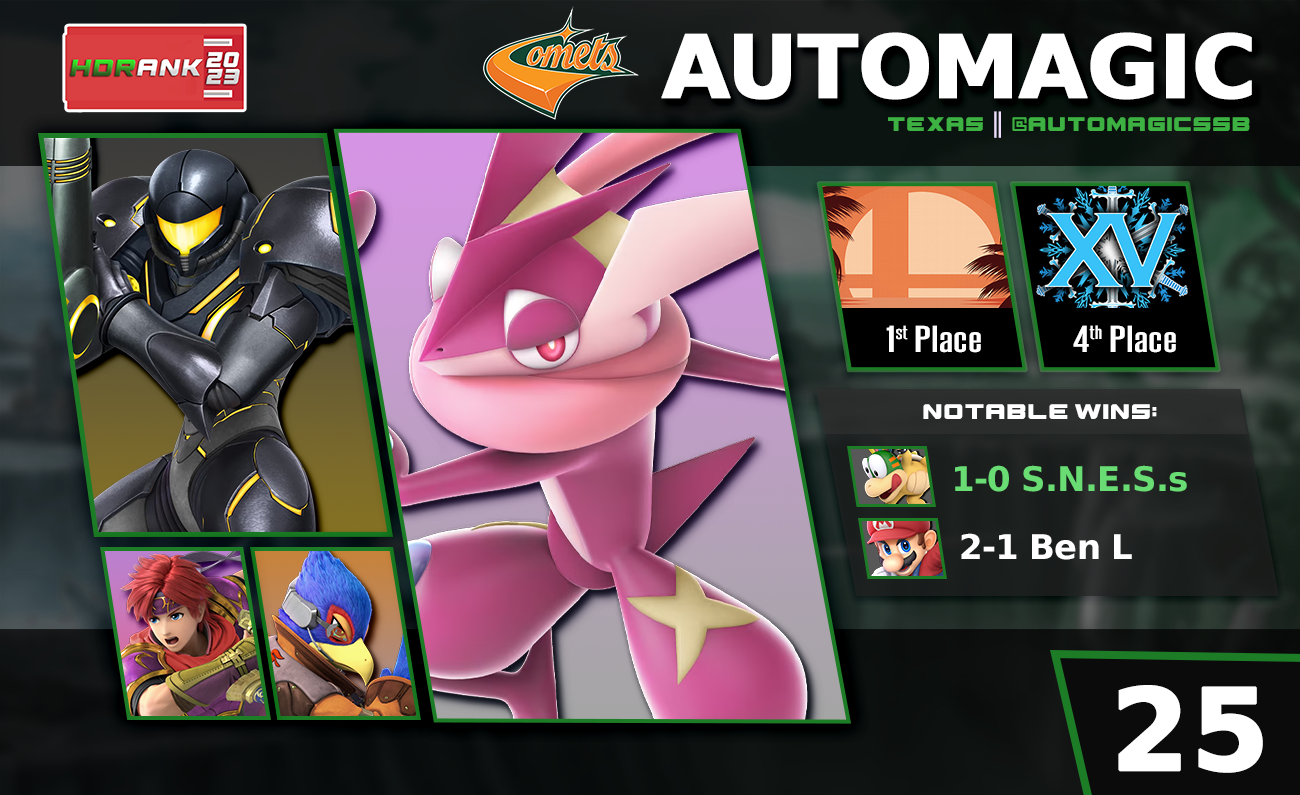 HDRANK 2023
Comets
AUTOMAGIC
TEXAS || @AUTOMAGICSSB
XV
1st Place
4th Place
NOTABLE WINS:
1-0 S.N.E.S.s
2-1 Ben L
M
25